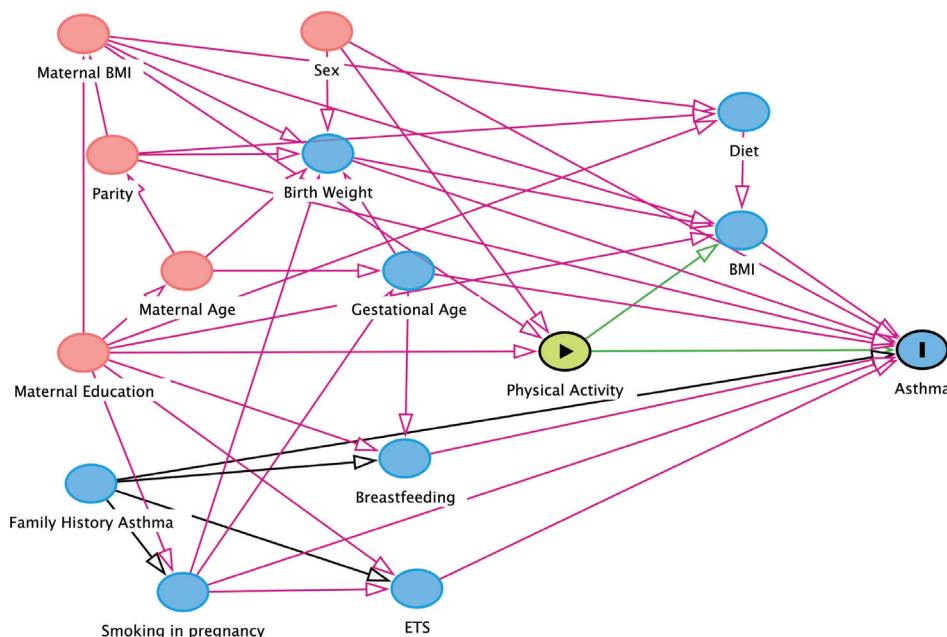 Maternal BMI
Sex
Diet
Parity
Birth Weight
BMI
Maternal Age
Gestational Age
Maternal Education
Physical Activity
Asthma
Breastfeeding
Family History Asthma
Smoking in pregnancy
ETS